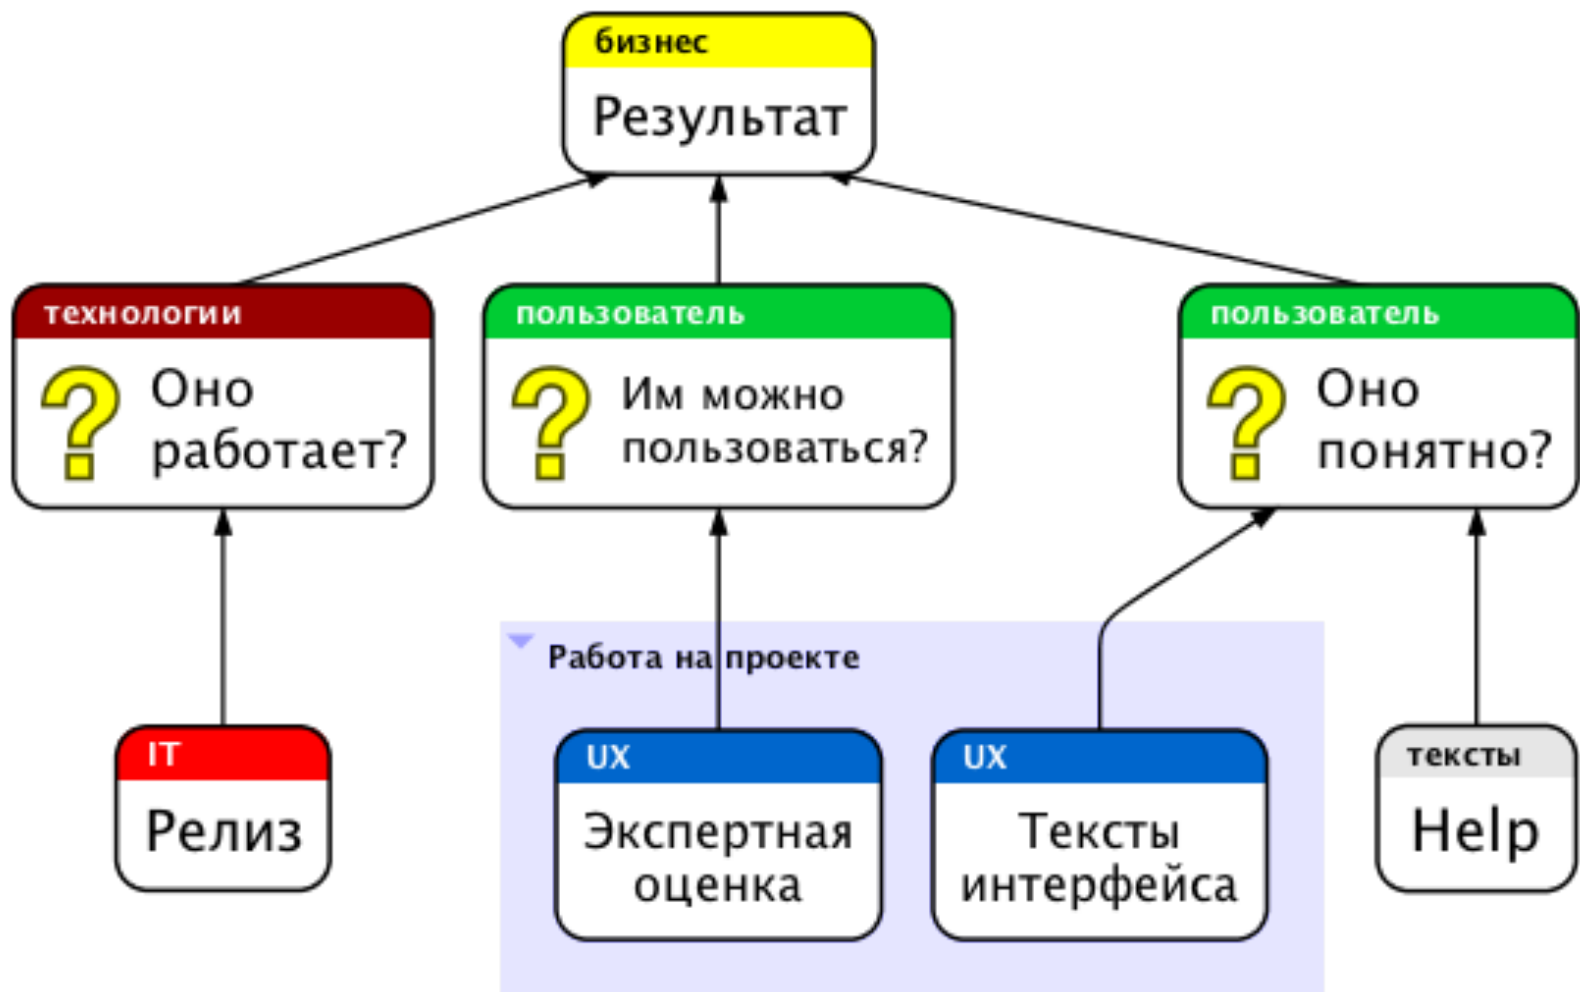 бизнес
Результат
технологии
Оно
работает?
пользователь
Им можно
пользоваться?
пользователь
Оно
понятно?
Работа на проекте
IT
Релиз
UX
Экспертная
оценка
UX
Тексты
интерфейса
тексты
Help